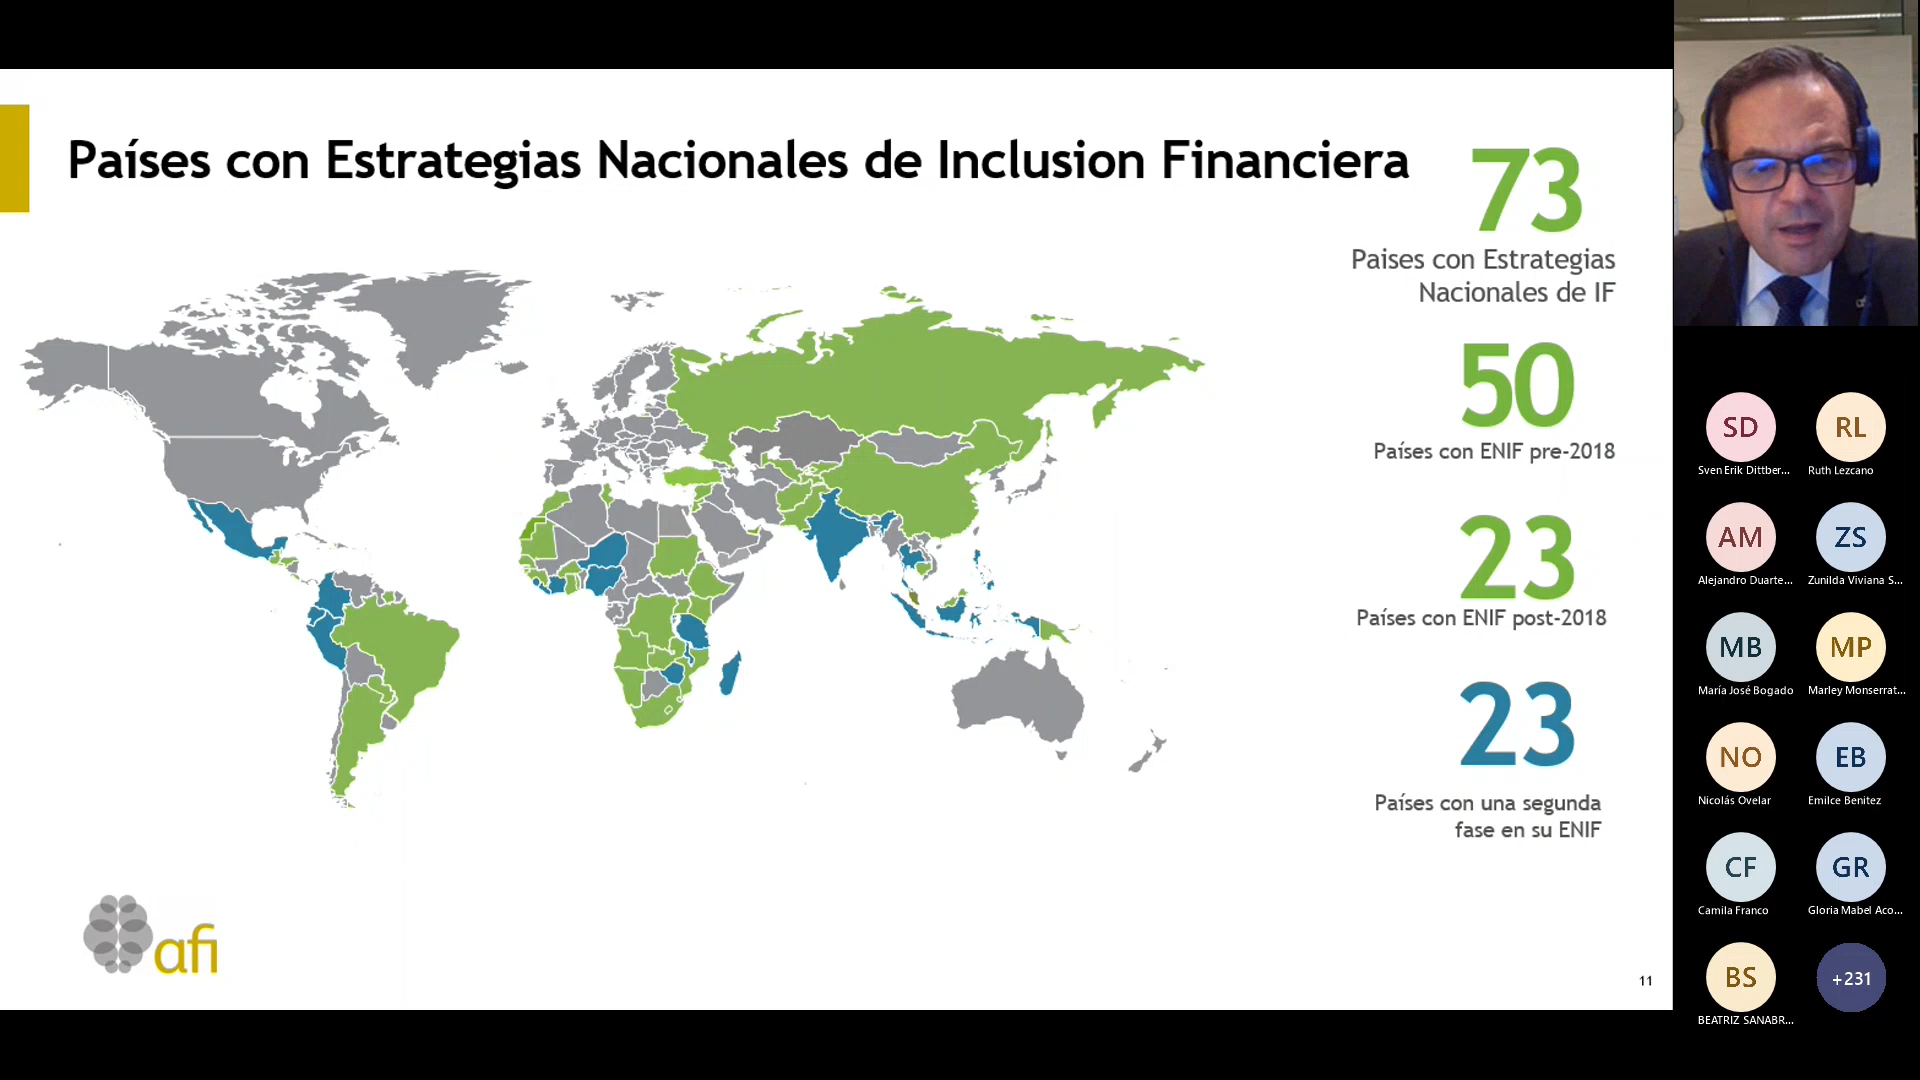 Países con Estrategias Nacionales de Inclusion Financiera
73
Paises con Estrategias
Nacionales de IF
50
Países con ENIF pre-2018
23
Países con ENIF post-2018
23
Países con una segunda
fase en su ENIF
afi
11
SD
RL
Sven Erik Dittber...
Ruth Lezcano
AM
ZS
Alejandro Duarte...
Zunilda Viviana S...
MB
MP
María José Bogado
Marley Monserrat...
NO
EB
Nicolás Ovelar
Emilce Benitez
CF
GR
Camila Franco
Gloria Mabel Aco...
BS
+231
BEATRIZ SANABR...